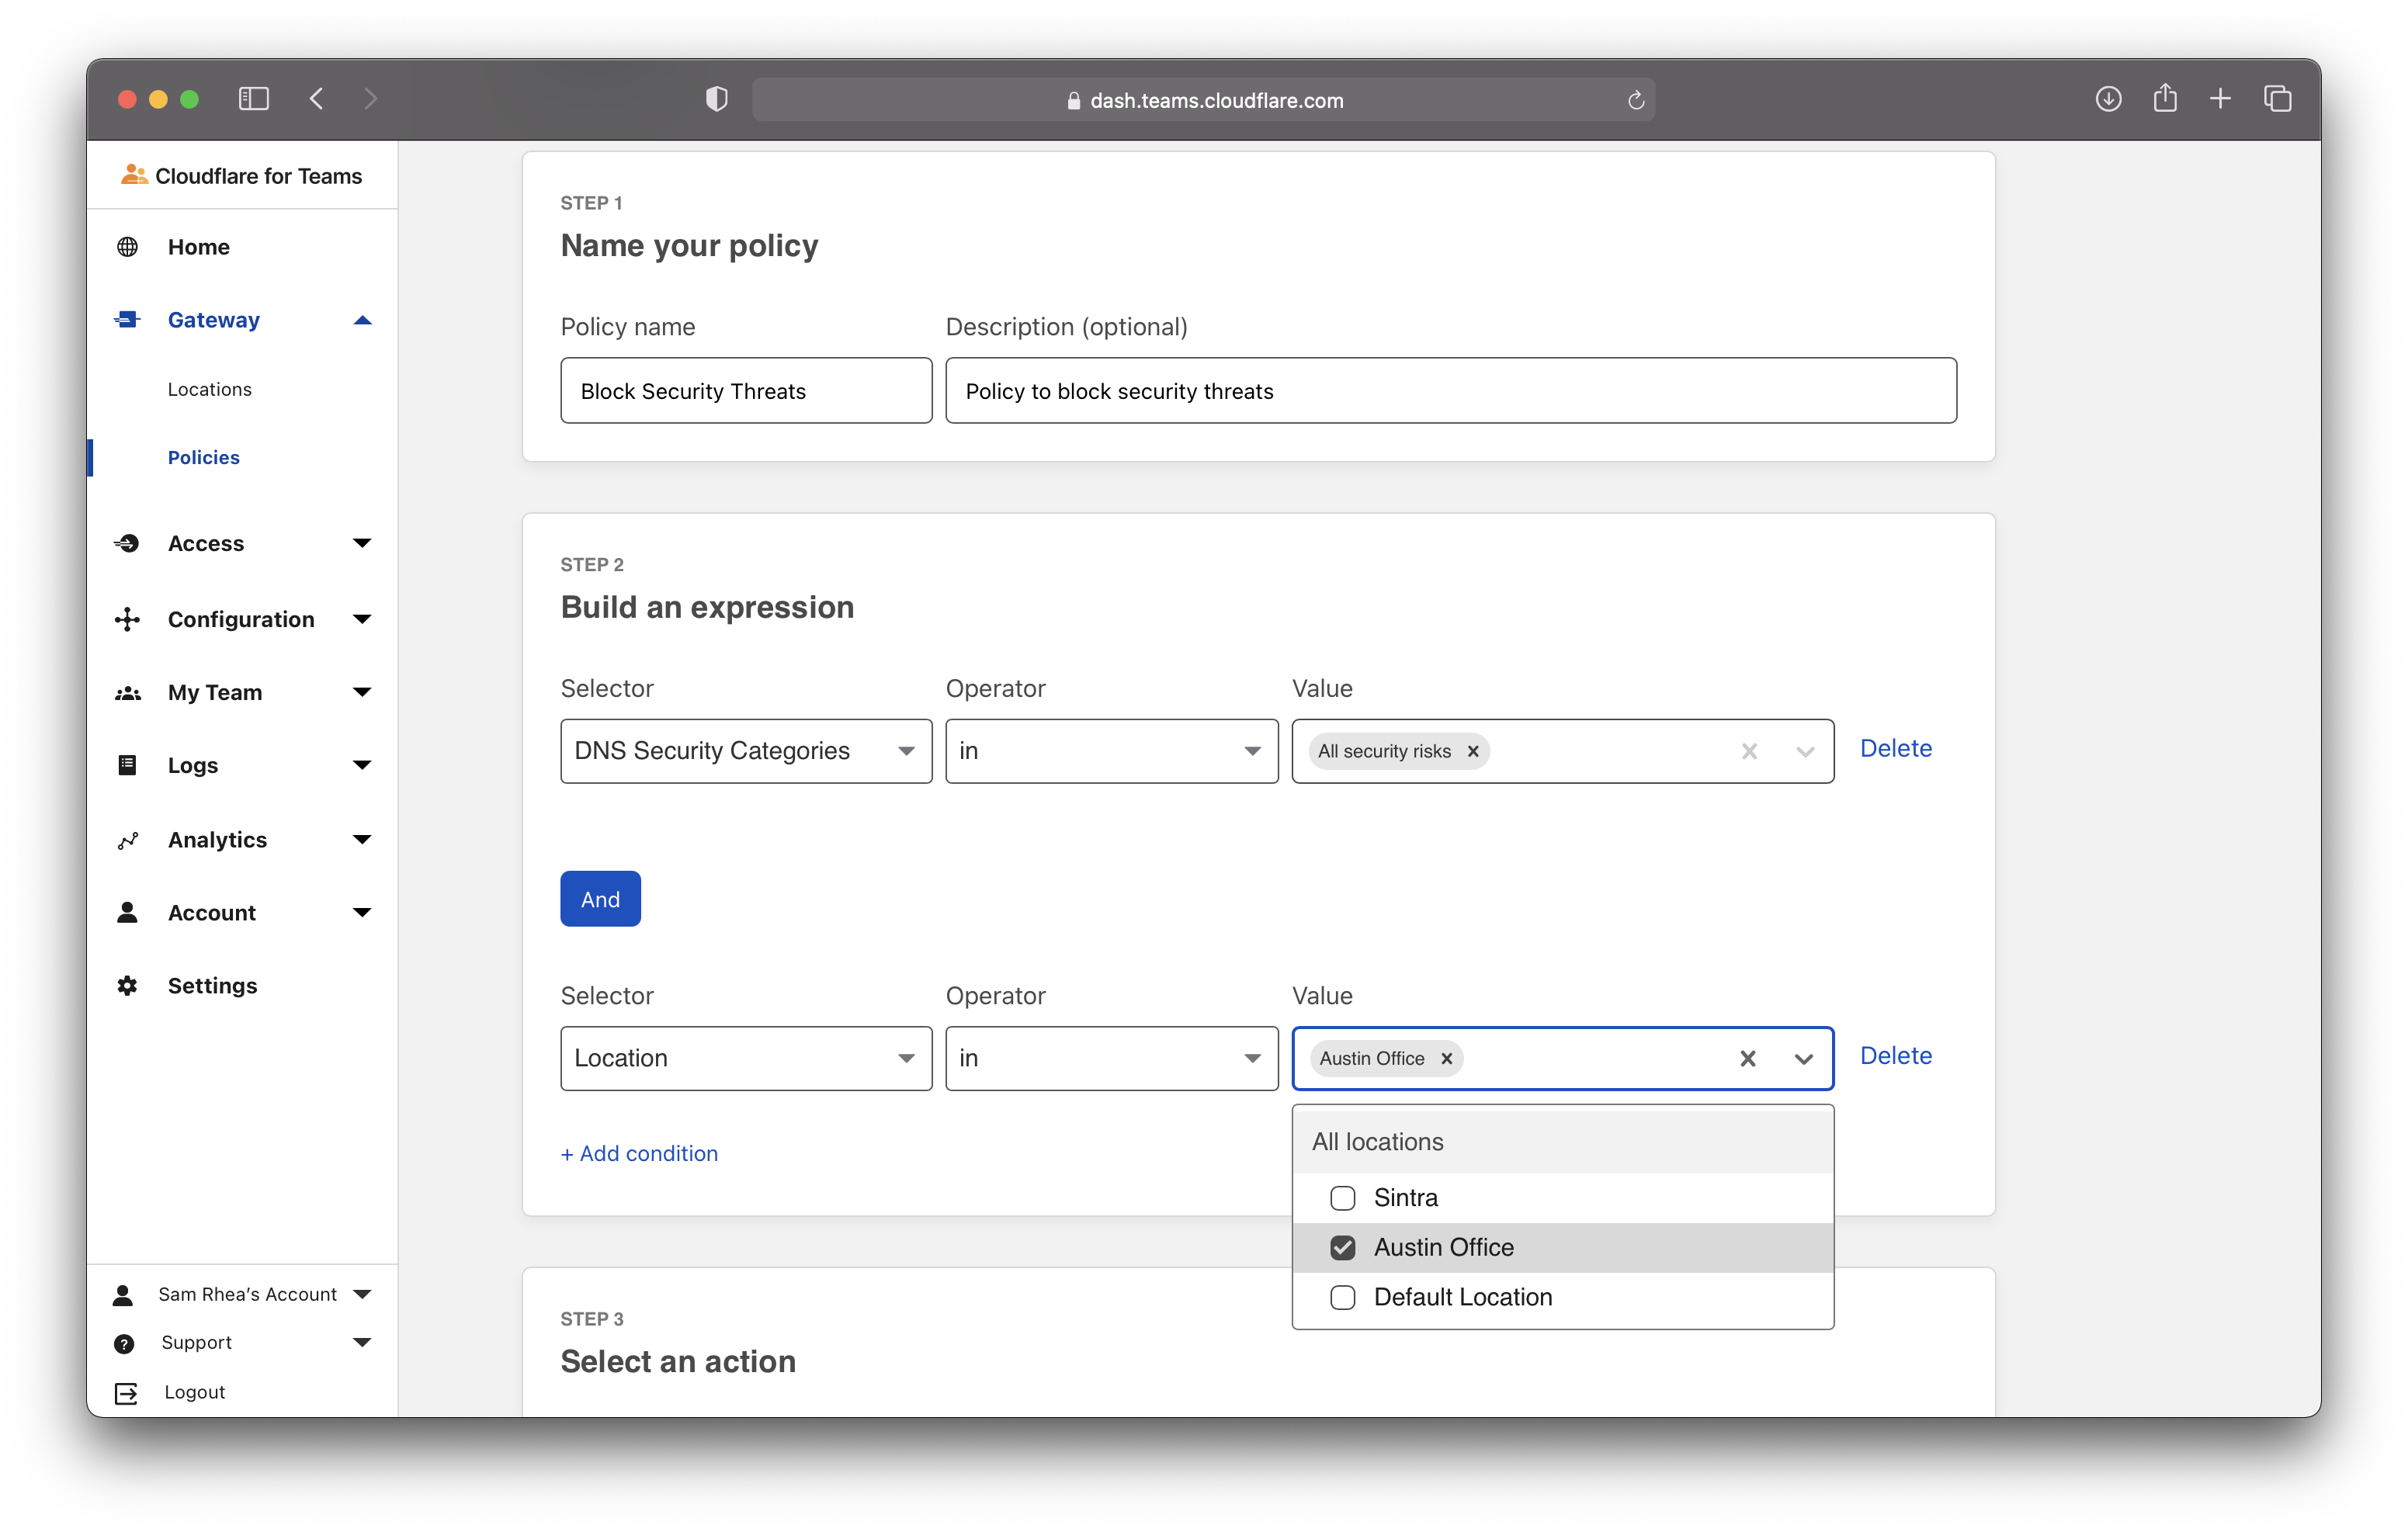 dash.teams.cloudflare.com
Cloudflare for Teams
Home
Gateway
Locations
Policies
Access
Configuration
My Team
Logs
Analytics
Account
Settings
Sam Rhea’s Account
Support
Logout
STEP 1
Name your policy
Policy name Description (optional)
Block Security Threats Policy to block security threats
STEP 2
Build an expression
Selector Operator Value
DNS Security Categories in All security risks Delete
And
Selector Operator Value
Location in Austin Office Delete
+ Add condition
All locations
Sintra
Austin Office
Default Location
STEP 3
Select an action